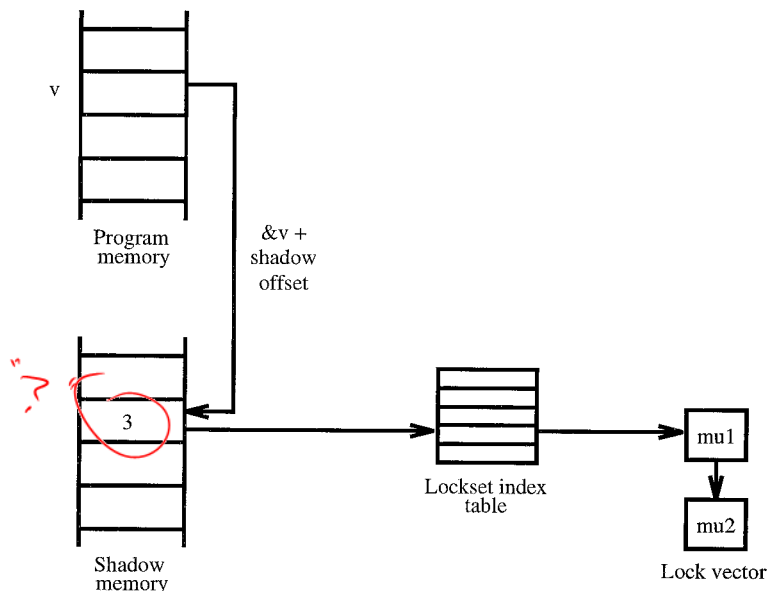 v
Program
memory
&v +
shadow
offset
"?
3
Shadow
memory
Lockset index
table
mu1
mu2
Lock vector